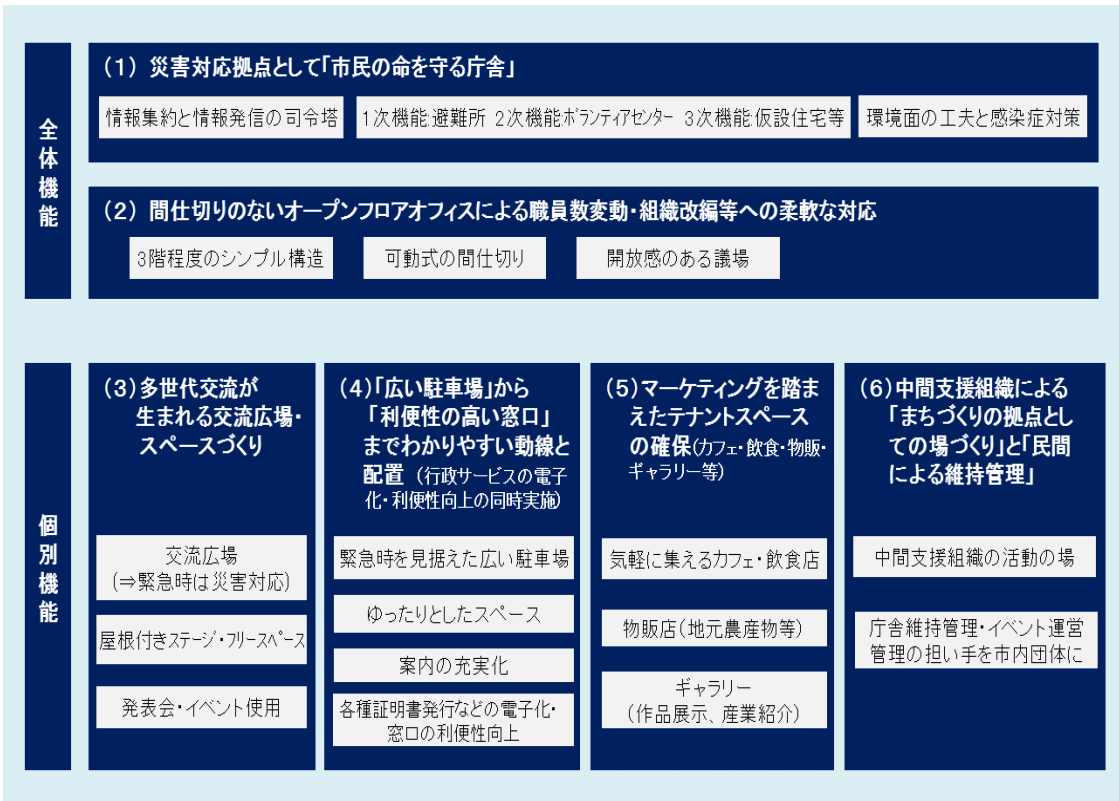 全体機能
(1) 災害対応拠点として「市民の命を守る庁舎」
情報集約と情報発信の司令塔
1次機能:避難所 2次機能:ボランティアセンター 3次機能:仮設住宅等
環境面の工夫と感染症対策
(2) 間仕切りのないオープンフロアオフィスによる職員数変動・組織改編等への柔軟な対応
3階程度のシンプル構造
可動式の間仕切り
開放感のある議場
個別機能
(3)多世代交流が
生まれる交流広場・
スペースづくり
交流広場
(⇒緊急時は災害対応)
屋根付きステージ・フリースペース
発表会・イベント使用
(4)「広い駐車場」から
「利便性の高い窓口」
までわかりやすい動線と
配置 (行政サービスの電子
化・利便性向上の同時実施)
緊急時を見据えた広い駐車場
ゆったりとしたスペース
案内の充実化
各種証明書発行などの電子化・
窓口の利便性向上
(5)マーケティングを踏ま
えたテナントスペース
の確保(カフェ・飲食・物販・
ギャラリー等)
気軽に集えるカフェ・飲食店
物販店(地元農産物等)
ギャラリー
(作品展示、産業紹介)
(6)中間支援組織による
「まちづくりの拠点とし
ての場づくり」と「民間
による維持管理」
中間支援組織の活動の場
庁舎維持管理・イベント運営
管理の担い手を市内団体に